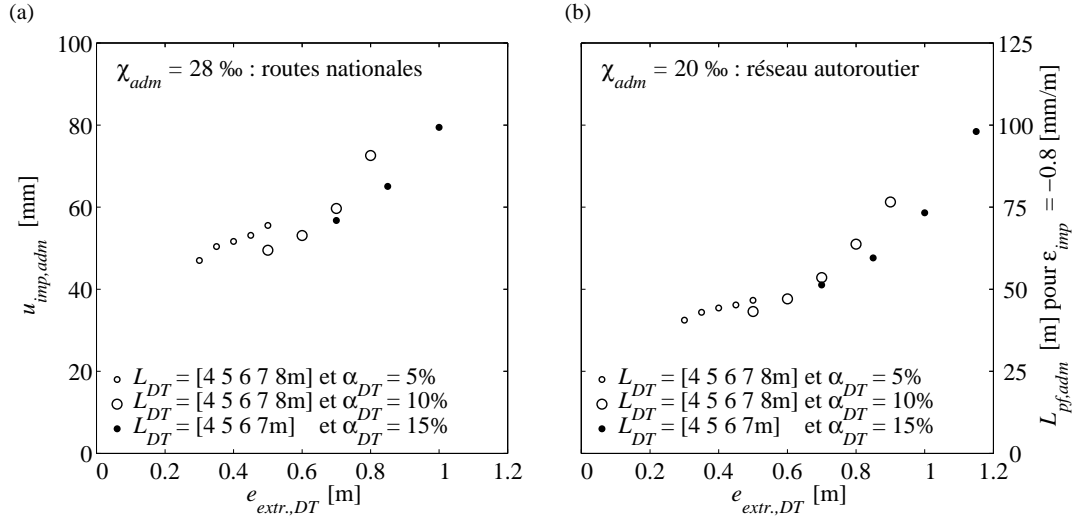 (a)
100
80
60
40
20
0
u_imp,adm [mm]
χ_adm = 28 ‰ : routes nationales
L_DT = [4 5 6 7 8m] et α_DT = 5%
L_DT = [4 5 6 7 8m] et α_DT = 10%
L_DT = [4 5 6 7m] et α_DT = 15%
0 0.2 0.4 0.6 0.8 1 1.2
e_extr.,DT [m]
(b)
χ_adm = 20 ‰ : réseau autoroutier
L_DT = [4 5 6 7 8m] et α_DT = 5%
L_DT = [4 5 6 7 8m] et α_DT = 10%
L_DT = [4 5 6 7m] et α_DT = 15%
0 0.2 0.4 0.6 0.8 1 1.2
e_extr.,DT [m]
125
100
75
50
25
0
L_pf,adm [m] pour ε_imp = −0.8 [mm/m]